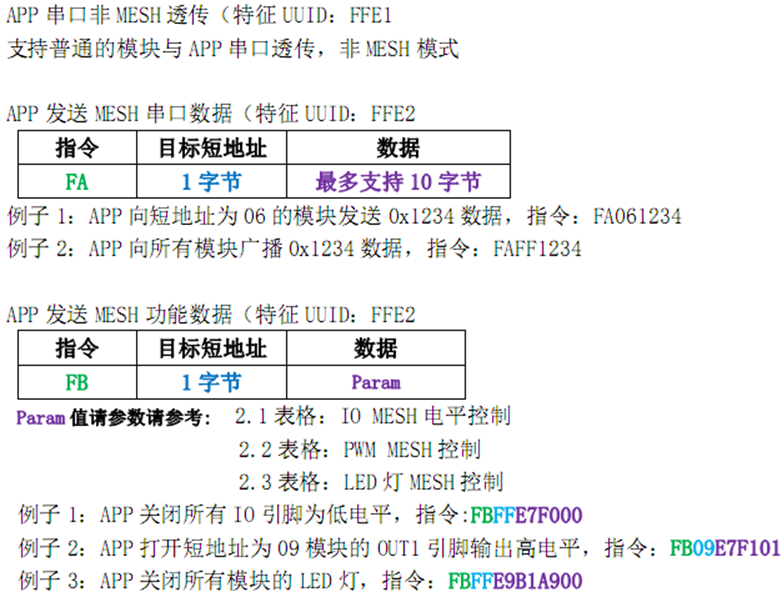 APP 串口非 MESH 透传（特征 UUID：FFE1
支持普通的模块与 APP 串口透传，非 MESH 模式
APP 发送 MESH 串口数据（特征 UUID：FFE2
指令 目标短地址 数据
FA 1 字节 最多支持 10 字节
例子 1：APP 向短地址为 06 的模块发送 0x1234 数据，指令：FA061234
例子 2：APP 向所有模块广播 0x1234 数据，指令：FAFF1234
APP 发送 MESH 功能数据（特征 UUID：FFE2
指令 目标短地址 数据
FB 1 字节 Param
Param 值请参数请参考： 2.1 表格：IO MESH 电平控制
2.2 表格：PWM MESH 控制
2.3 表格：LED 灯 MESH 控制
例子 1：APP 关闭所有 IO 引脚为低电平，指令:FBFFE7F000
例子 2：APP 打开短地址为 09 模块的 OUT1 引脚输出高电平，指令：FB09E7F101
例子 3：APP 关闭所有模块的 LED 灯，指令：FBFFE9B1A900